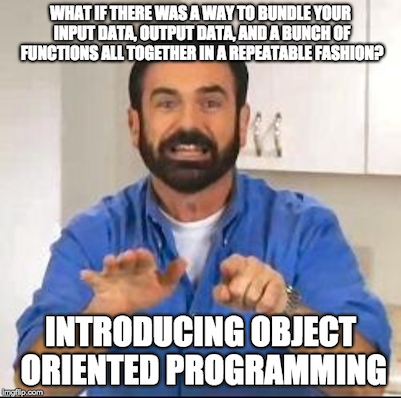 WHAT IF THERE WAS A WAY TO BUNDLE YOUR
INPUT DATA, OUTPUT DATA, AND A BUNCH OF
FUNCTIONS ALL TOGETHER IN A REPEATABLE FASHION?
INTRODUCING OBJECT
ORIENTED PROGRAMMING
imgflip.com